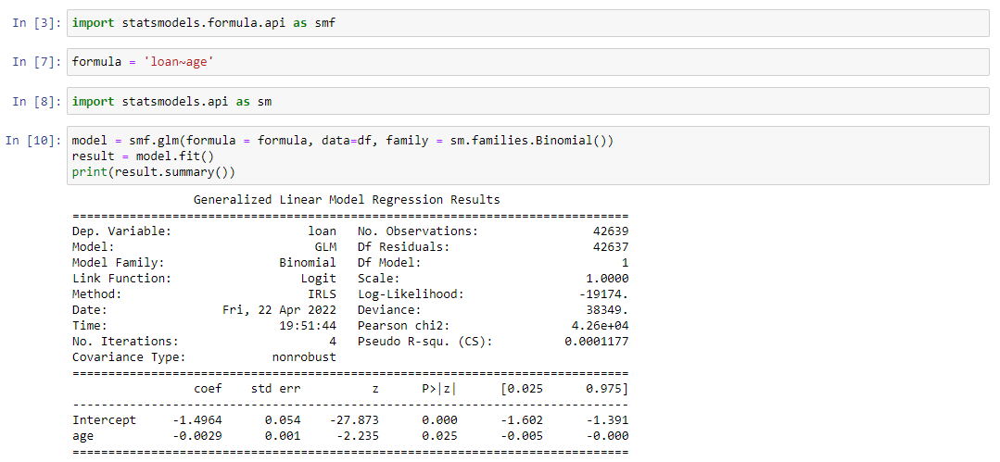 In [3]: import statsmodels.formula.api as smf
In [7]: formula = 'loan~age'
In [8]: import statsmodels.api as sm
In [10]: model = smf.glm(formula = formula, data=df, family = sm.families.Binomial())
result = model.fit()
print(result.summary())
Generalized Linear Model Regression Results
==============================================================================
Dep. Variable: loan No. Observations: 42639
Model: GLM Df Residuals: 42637
Model Family: Binomial Df Model: 1
Link Function: Logit Scale: 1.0000
Method: IRLS Log-Likelihood: -19174.
Date: Fri, 22 Apr 2022 Deviance: 38349.
Time: 19:51:44 Pearson chi2: 4.26e+04
No. Iterations: 4 Pseudo R-squ. (CS): 0.0001177
Covariance Type: nonrobust
==============================================================================
coef std err z P>|z| [0.025 0.975]
------------------------------------------------------------------------------
Intercept -1.4964 0.054 -27.873 0.000 -1.602 -1.391
age -0.0029 0.001 -2.235 0.025 -0.005 -0.000
==============================================================================